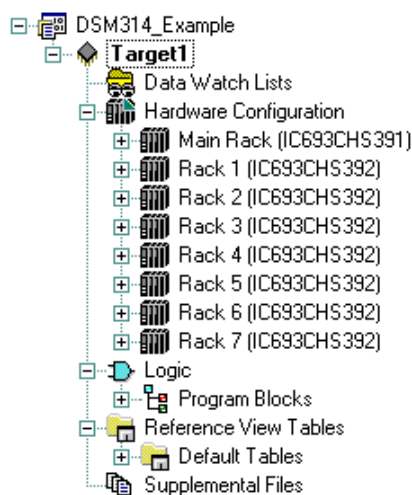 DSM314_Example
Target1
Data Watch Lists
Hardware Configuration
Main Rack (IC693CHS391)
Rack 1 (IC693CHS392)
Rack 2 (IC693CHS392)
Rack 3 (IC693CHS392)
Rack 4 (IC693CHS392)
Rack 5 (IC693CHS392)
Rack 6 (IC693CHS392)
Rack 7 (IC693CHS392)
Logic
Program Blocks
Reference View Tables
Default Tables
Supplemental Files